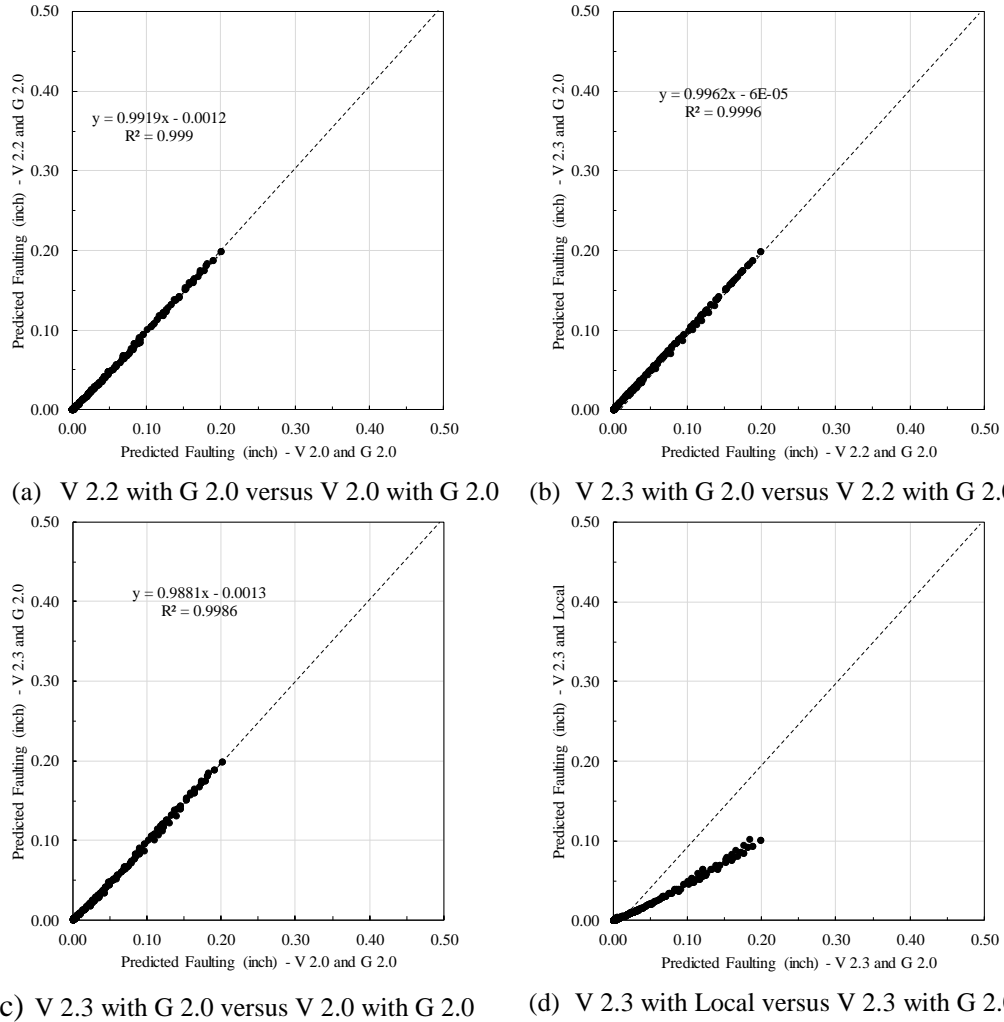 0.50
0.40
0.30
0.20
0.10
0.00
Predicted Faulting (inch) - V 2.2 and G 2.0
y = 0.9919x - 0.0012
R² = 0.999
0.00 0.10 0.20 0.30 0.40 0.50
Predicted Faulting (inch) - V 2.0 and G 2.0
(a) V 2.2 with G 2.0 versus V 2.0 with G 2.0
0.50
0.40
0.30
0.20
0.10
0.00
Predicted Faulting (inch) - V 2.3 and G 2.0
y = 0.9962x - 6E-05
R² = 0.9996
0.00 0.10 0.20 0.30 0.40 0.50
Predicted Faulting (inch) - V 2.2 and G 2.0
(b) V 2.3 with G 2.0 versus V 2.2 with G 2.0
0.50
0.40
0.30
0.20
0.10
0.00
Predicted Faulting (inch) - V 2.3 and G 2.0
y = 0.9881x - 0.0013
R² = 0.9986
0.00 0.10 0.20 0.30 0.40 0.50
Predicted Faulting (inch) - V 2.0 and G 2.0
c) V 2.3 with G 2.0 versus V 2.0 with G 2.0
0.50
0.40
0.30
0.20
0.10
0.00
Predicted Faulting (inch) - V 2.3 and Local
0.00 0.10 0.20 0.30 0.40 0.50
Predicted Faulting (inch) - V 2.3 and G 2.0
(d) V 2.3 with Local versus V 2.3 with G 2.0